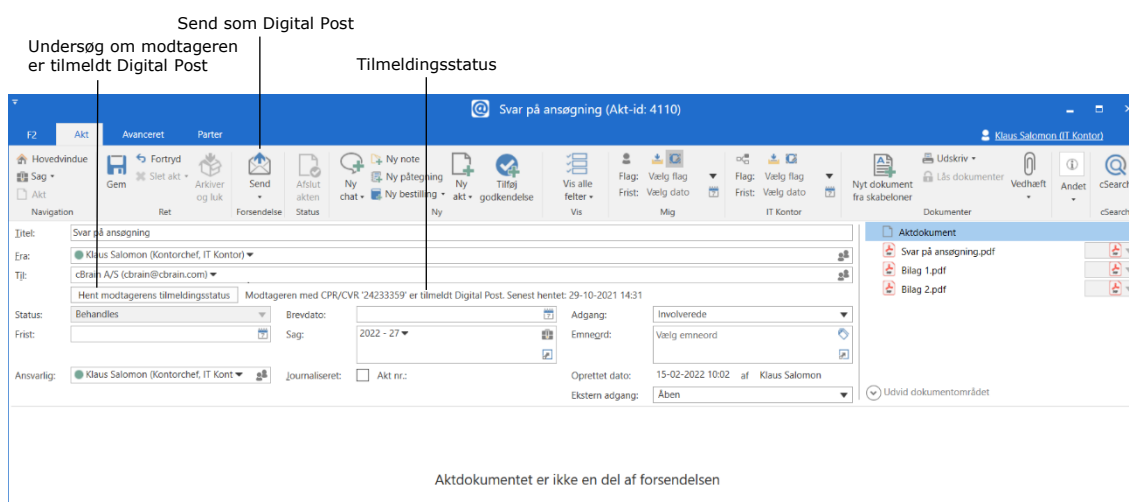 Send som Digital Post
Undersøg om modtageren
er tilmeldt Digital Post
Tilmeldingsstatus
Svar på ansøgning (Akt-id: 4110)
F2 Akt Avanceret Parter Klaus Salomon (IT Kontor)
Hovedvindue
Sag
Akt
Navigation
Gem
Fortryd
Slet akt
Arkiver
og luk
Ret
Send
Forsendelse
Afslut
akten
Status
Ny
chat
Ny note
Ny påtegning
Ny bestilling
Ny
akt
Tilføj
godkendelse
Ny
Vis alle
felter
Vis
Flag: Vælg flag
Frist: Vælg dato
Mig
Flag: Vælg flag
Frist: Vælg dato
IT Kontor
Nyt dokument
fra skabeloner
Udskriv
Lås dokumenter
Vedhæft
Dokumenter
Andet
cSearch
cSearch
Titel: Svar på ansøgning
Fra: Klaus Salomon (Kontorchef, IT Kontor)
Til: cBrain A/S (cbrain@cbrain.com)
Hent modtagerens tilmeldingsstatus Modtageren med CPR/CVR '24233359' er tilmeldt Digital Post. Senest hentet: 29-10-2021 14:31
Status: Behandles Brevdato: Adgang: Involverede
Frist: Sag: 2022 - 27 Emneord: Vælg emneord
Ansvarlig: Klaus Salomon (Kontorchef, IT Kont Journaliseret: Akt nr.: Oprettet dato: 15-02-2022 10:02 af Klaus Salomon
Ekstern adgang: Åben
Aktdokument
Svar på ansøgning.pdf
Bilag 1.pdf
Bilag 2.pdf
Udvid dokumentområdet
Aktdokumentet er ikke en del af forsendelsen